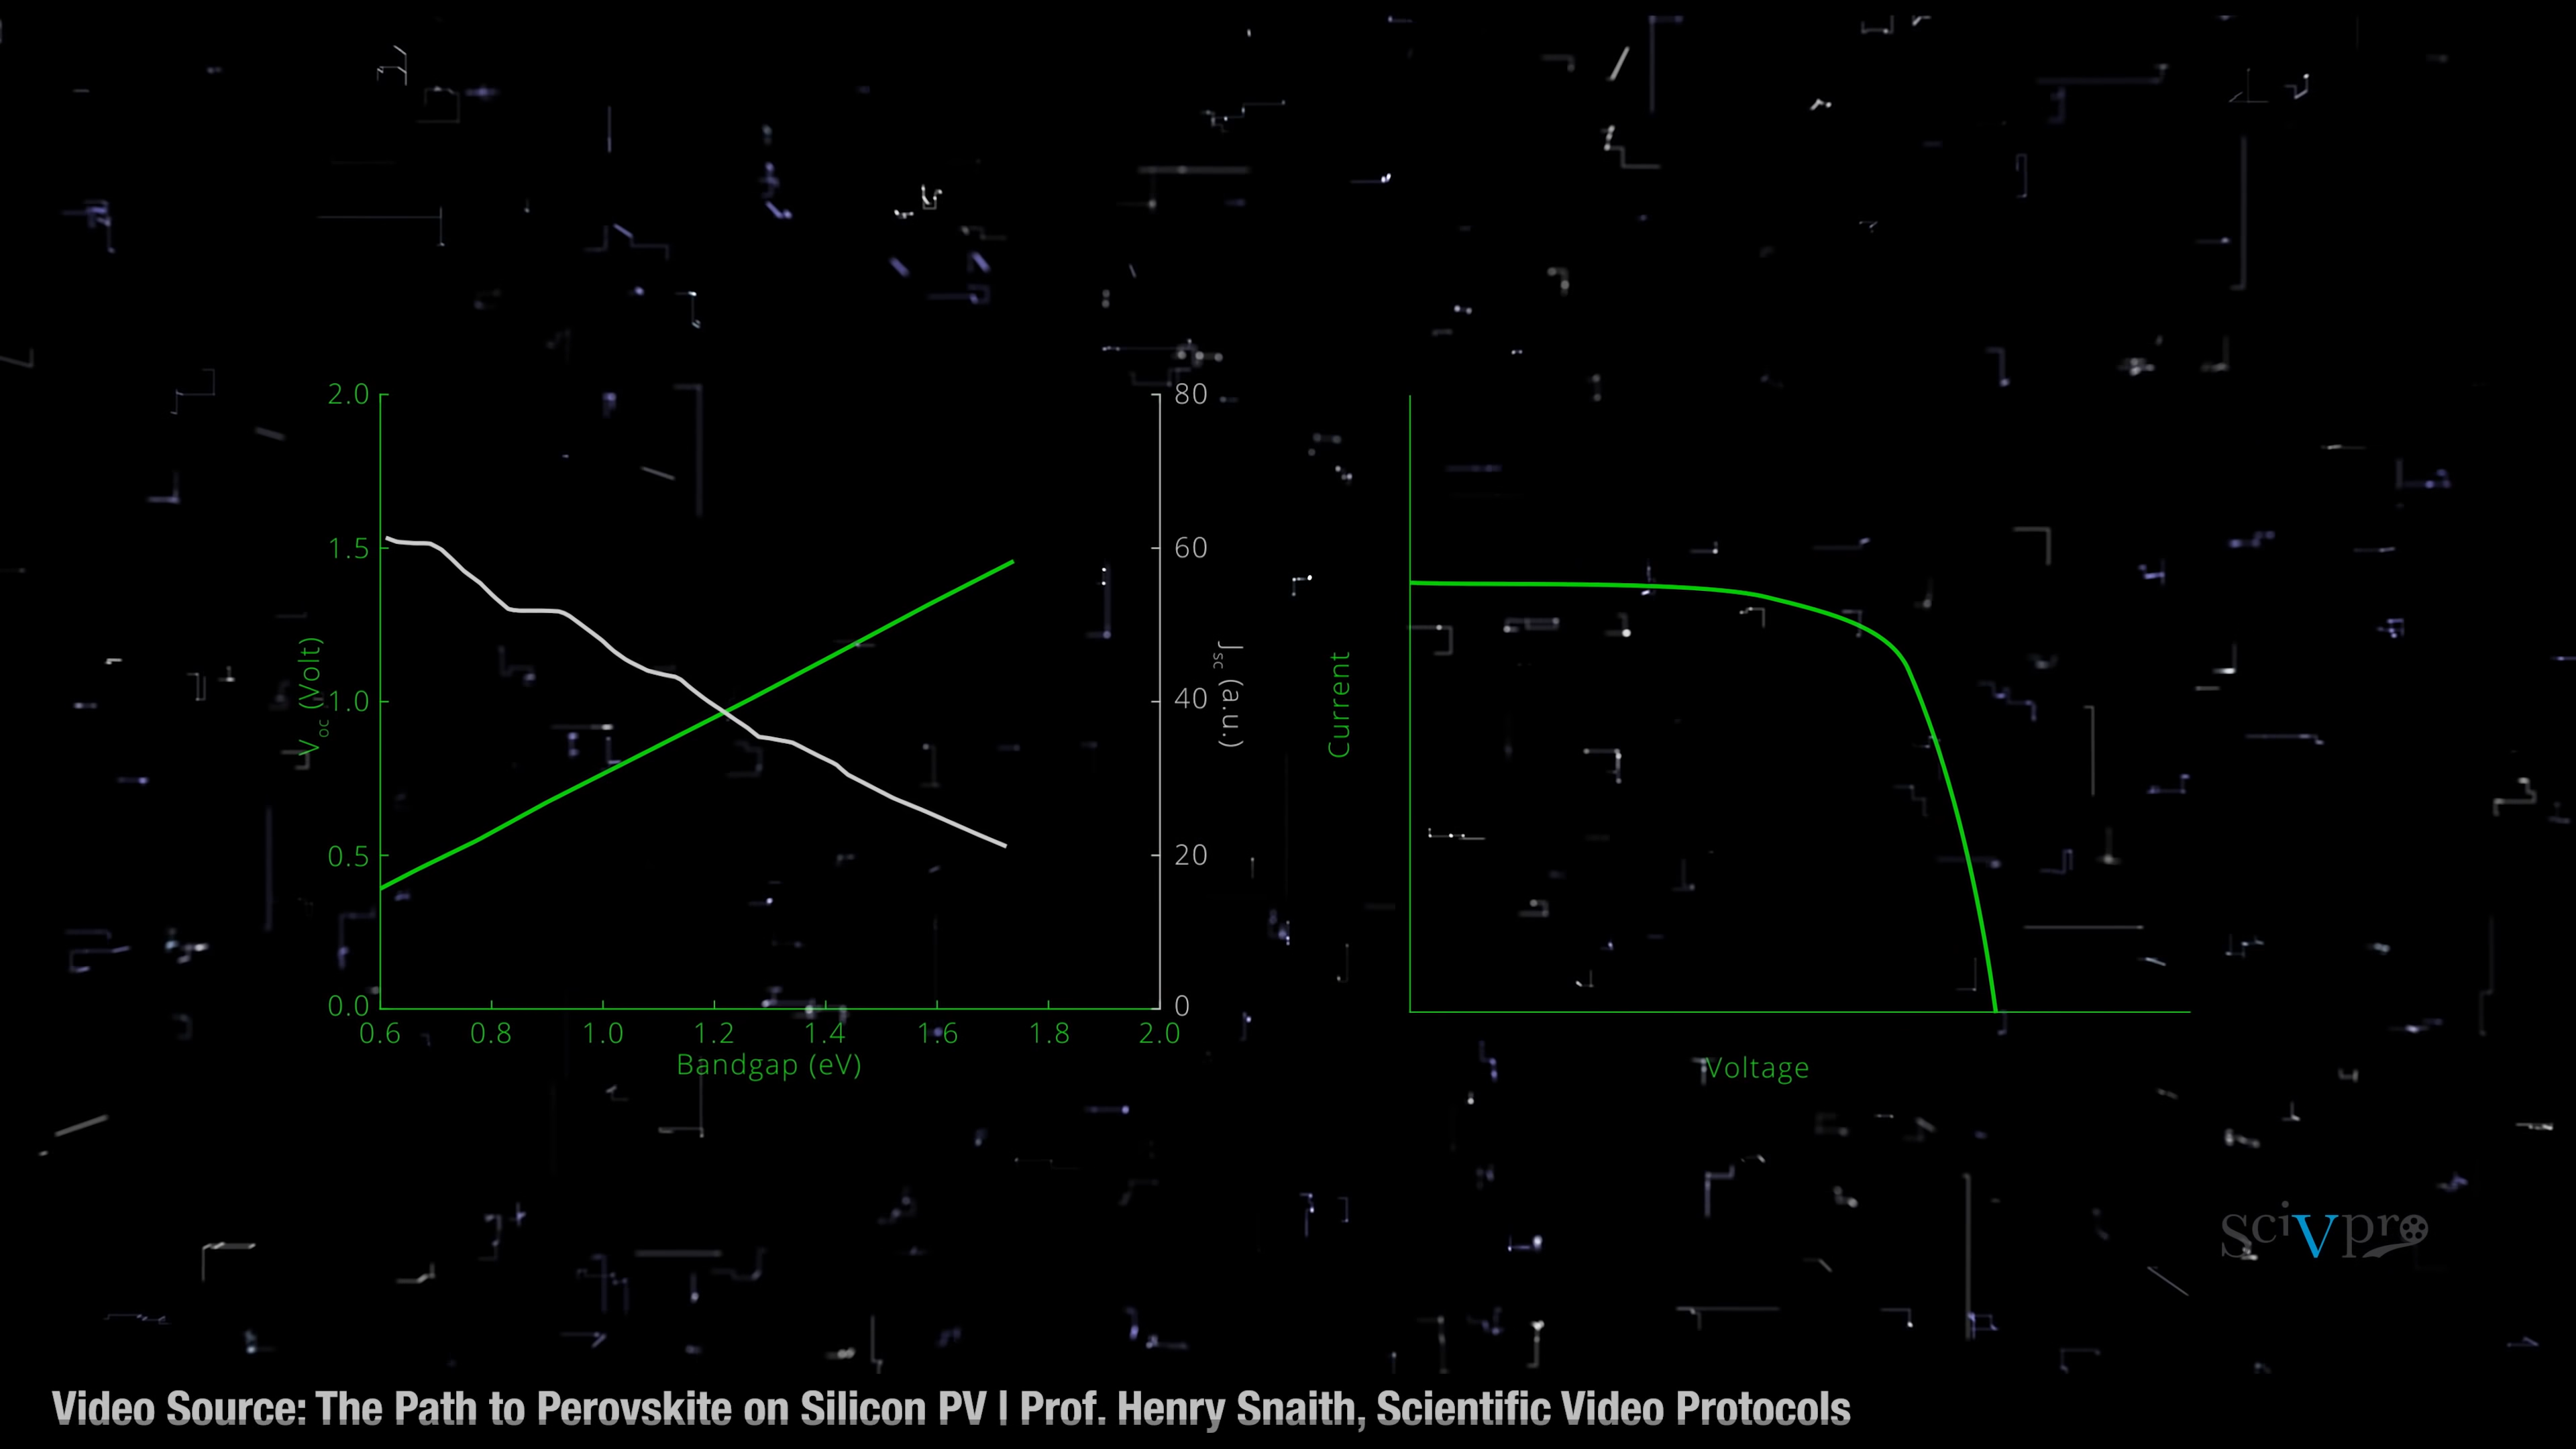 2.0
1.5
1.0
0.5
0.0
Voc (Volt)
0.6 0.8 1.0 1.2 1.4 1.6 1.8 2.0
Bandgap (eV)
80
60
40
20
0
Jsc (a.u.)
Current
Voltage
SciVpro
Video Source: The Path to Perovskite on Silicon PV | Prof. Henry Snaith, Scientific Video Protocols